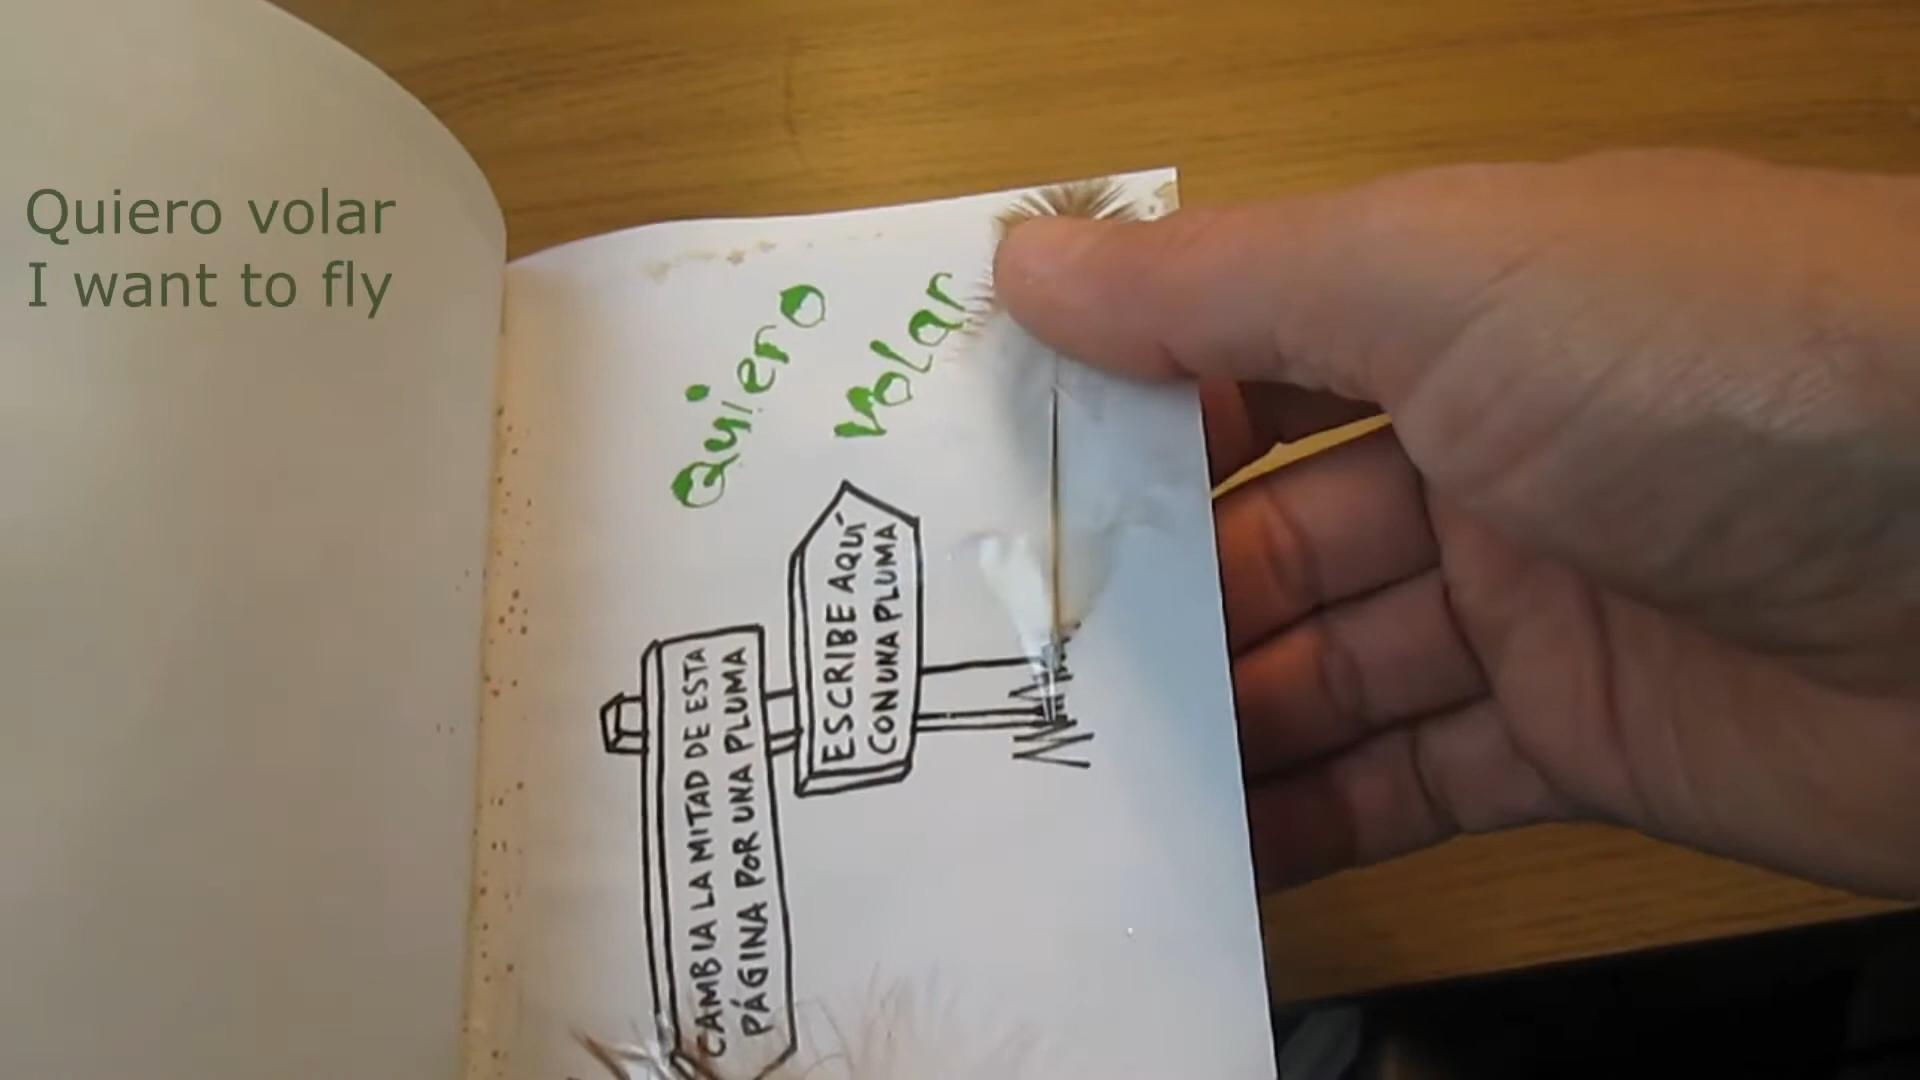 Quiero volar
I want to fly
Quiero
volar
CAMBIA LA MITAD DE ESTA
PÁGINA POR UNA PLUMA
ESCRIBE AQUÍ
CON UNA PLUMA